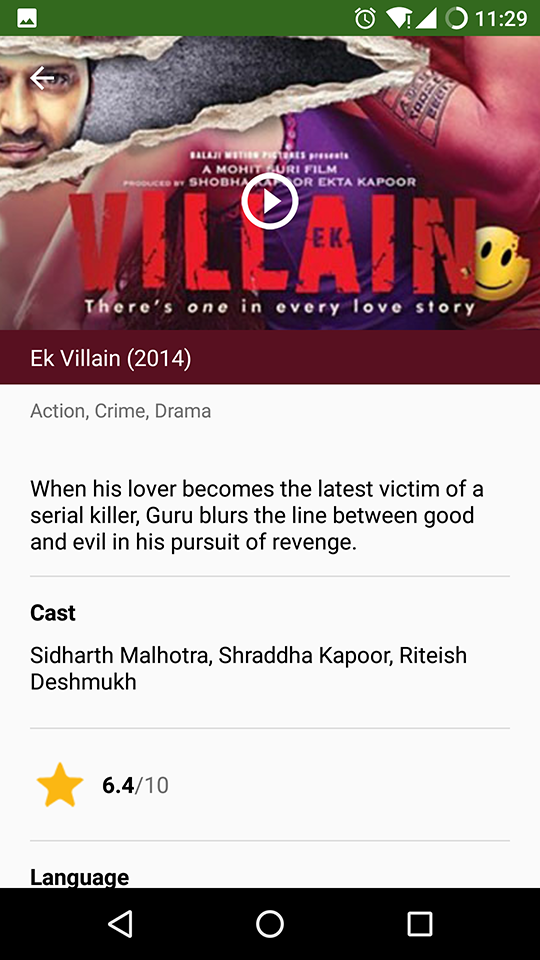 11:29
BALAJI MOTION PICTURES presents
A MOHIT SURI FILM
PRODUCED BY SHOBHA KAPOOR EKTA KAPOOR
EK
VILLAIN
There's one in every love story
Ek Villain (2014)
Action, Crime, Drama
When his lover becomes the latest victim of a
serial killer, Guru blurs the line between good
and evil in his pursuit of revenge.
Cast
Sidharth Malhotra, Shraddha Kapoor, Riteish
Deshmukh
6.4/10
Language